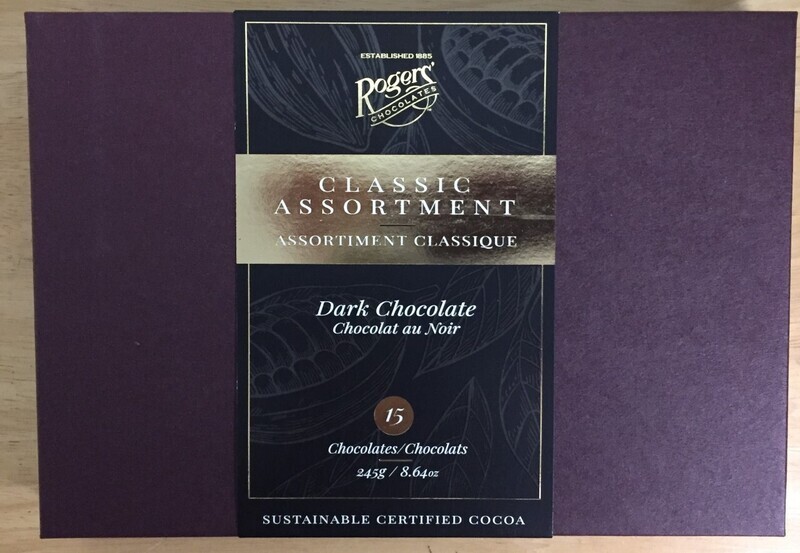 ESTABLISHED 1885
Rogers'
CHOCOLATES
CLASSIC
ASSORTMENT
ASSORTIMENT CLASSIQUE
Dark Chocolate
Chocolat au Noir
15
Chocolates/Chocolats
245g / 8.64oz
SUSTAINABLE CERTIFIED COCOA